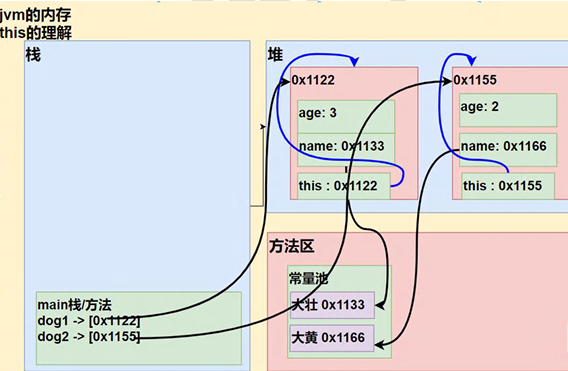 jvm的内存
this的理解
栈
堆
0x1122
age: 3
name: 0x1133
this : 0x1122
0x1155
age: 2
name: 0x1166
this : 0x1155
方法区
常量池
大壮 0x1133
大黄 0x1166
main栈/方法
dog1 -> [0x1122]
dog2 -> [0x1155]